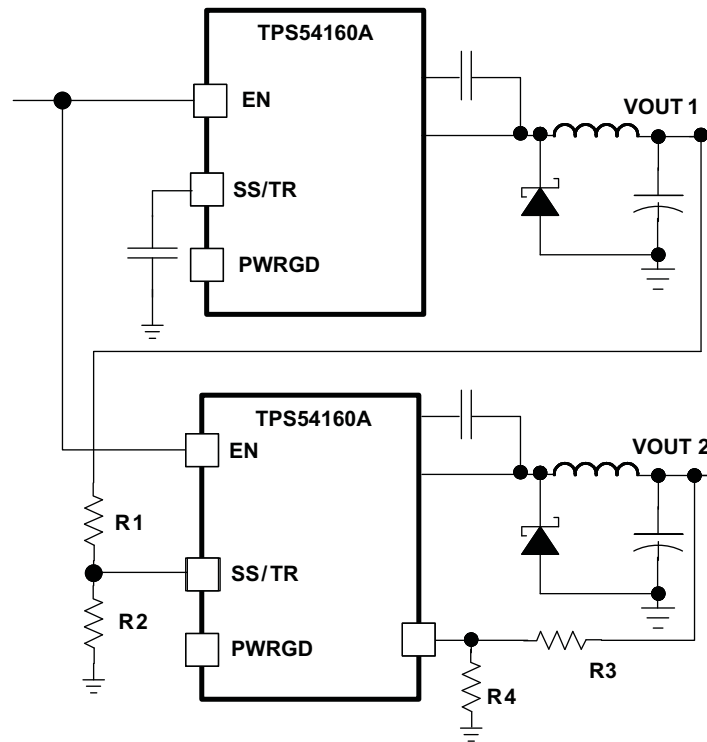 TPS54160A
EN
VOUT 1
SS/TR
PWRGD
TPS54160A
EN
VOUT 2
R1
SS/TR
R2
PWRGD
R3
R4